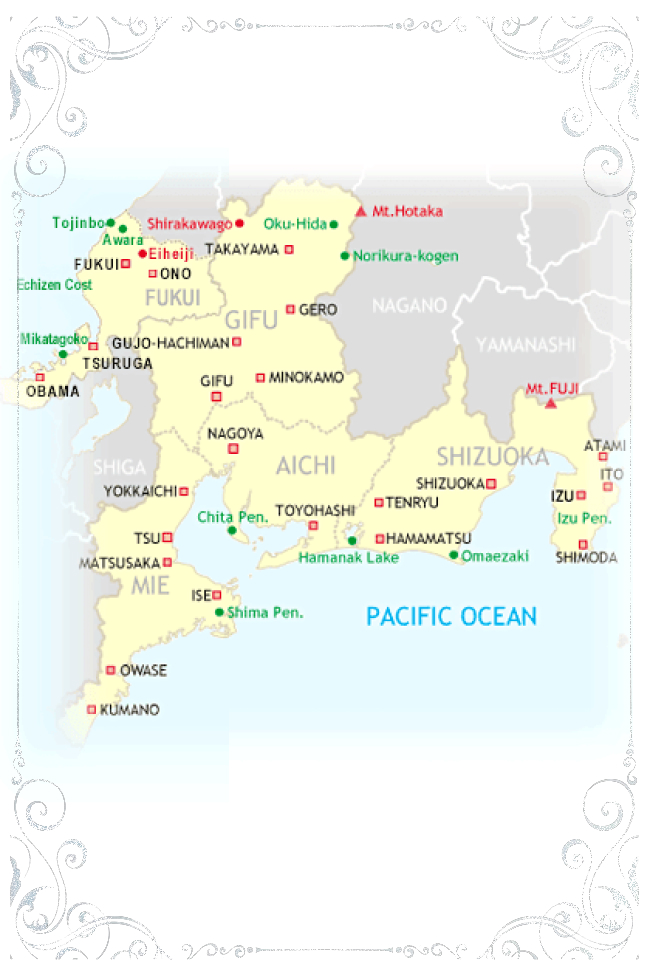 Mt.Hotaka
Tojinbo
Shirakawago
Oku-Hida
Awara
Eiheiji
TAKAYAMA
Norikura-kogen
FUKUI
ONO
Echizen Cost
FUKUI
GIFU
GERO
NAGANO
Mikatagoko
GUJO-HACHIMAN
YAMANASHI
TSURUGA
OBAMA
GIFU
MINOKAMO
Mt.FUJI
NAGOYA
AICHI
SHIZUOKA
ATAMI
SHIGA
ITO
YOKKAICHI
SHIZUOKA
IZU
TENRYU
Chita Pen.
TOYOHASHI
Izu Pen.
TSU
HAMAMATSU
MATSUSAKA
Hamanak Lake
Omaezaki
SHIMODA
MIE
ISE
Shima Pen.
PACIFIC OCEAN
OWASE
KUMANO